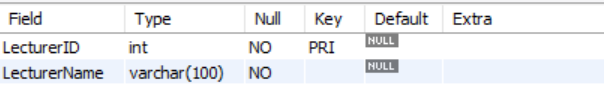 Field Type Null Key Default Extra
LecturerID int NO PRI NULL
LecturerName varchar(100) NO NULL